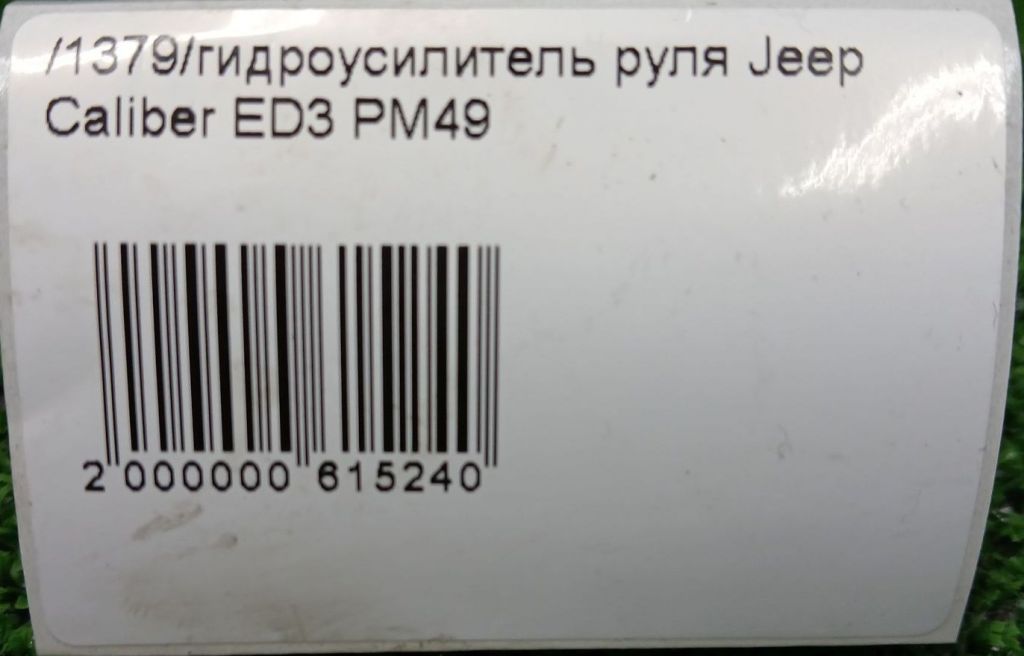 /1379/гидроусилитель руля Jeep
Caliber ED3 PM49
2 000000 615240